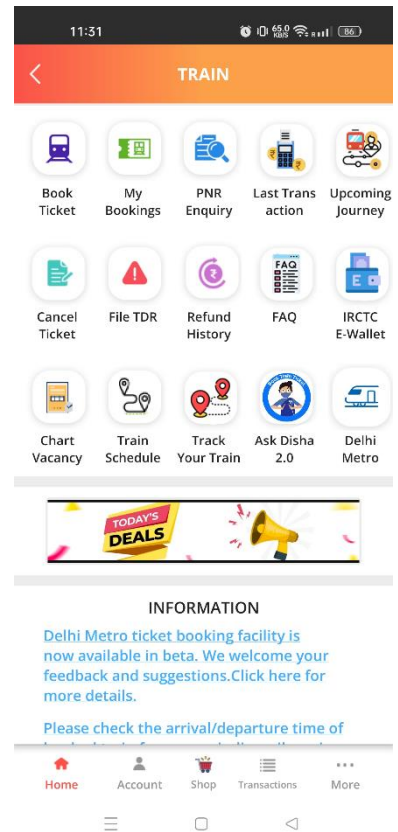 11:31
65.0
KB/S
R
86
TRAIN
Book
Ticket
My
Bookings
PNR
Enquiry
Last Trans
action
Upcoming
Journey
FAQ
E
Cancel
Ticket
File TDR
Refund
History
FAQ
IRCTC
E-Wallet
Chart
Vacancy
Train
Schedule
Track
Your Train
Ask Disha
2.0
Delhi
Metro
TODAY'S
DEALS
INFORMATION
Delhi Metro ticket booking facility is
now available in beta. We welcome your
feedback and suggestions.Click here for
more details.
Please check the arrival/departure time of
Home
Account
Shop
Transactions
More